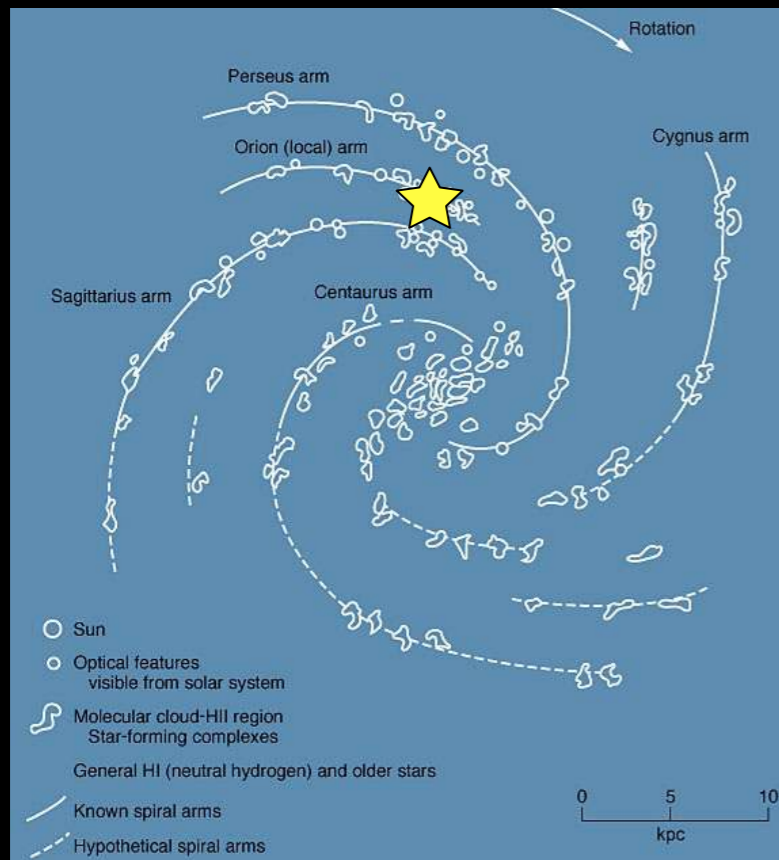 Rotation
Perseus arm
Cygnus arm
Orion (local) arm
Sagittarius arm
Centaurus arm
Sun
Optical features
visible from solar system
Molecular cloud-HII region
Star-forming complexes
General HI (neutral hydrogen) and older stars
Known spiral arms
Hypothetical spiral arms
0 5 10
kpc